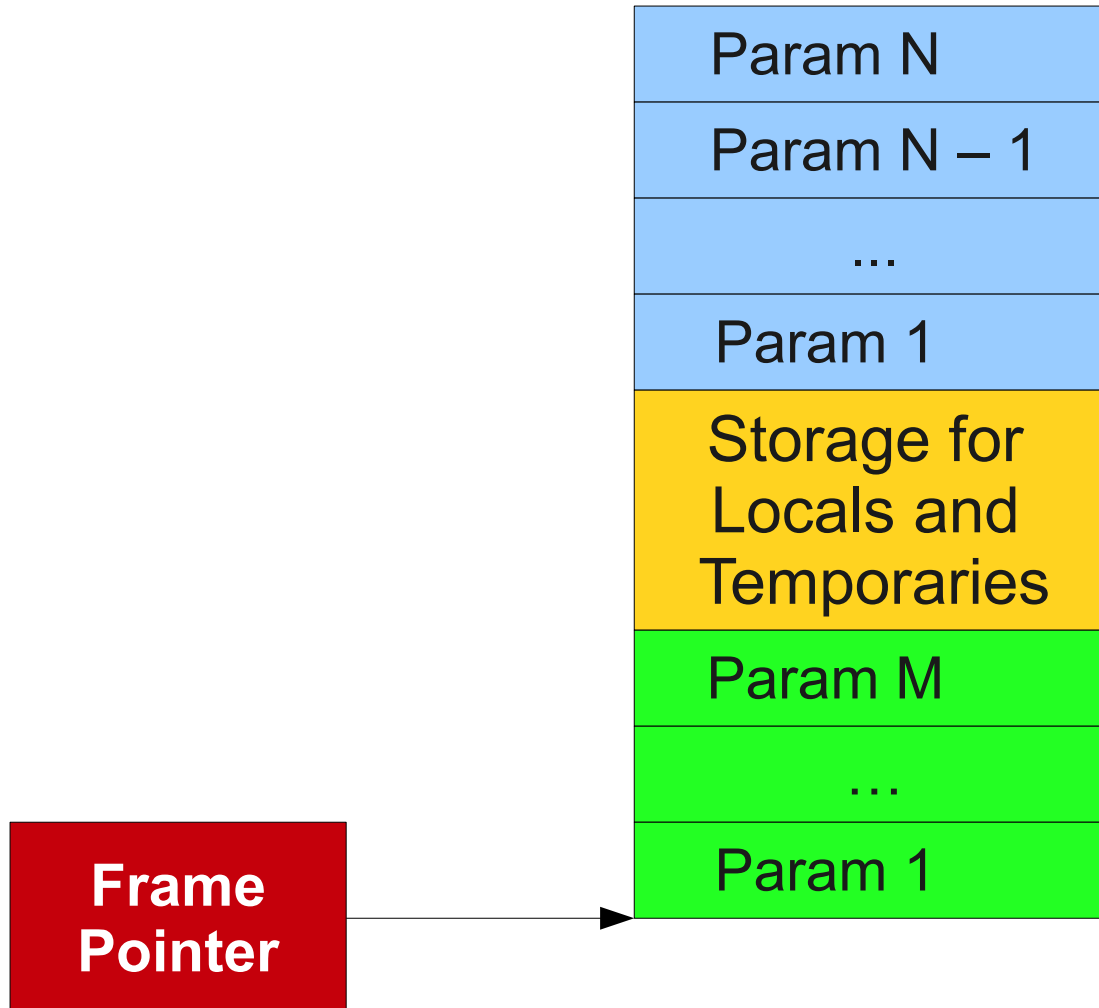 Param N
Param N – 1
...
Param 1
Storage for
Locals and
Temporaries
Param M
…
Param 1
Frame
Pointer